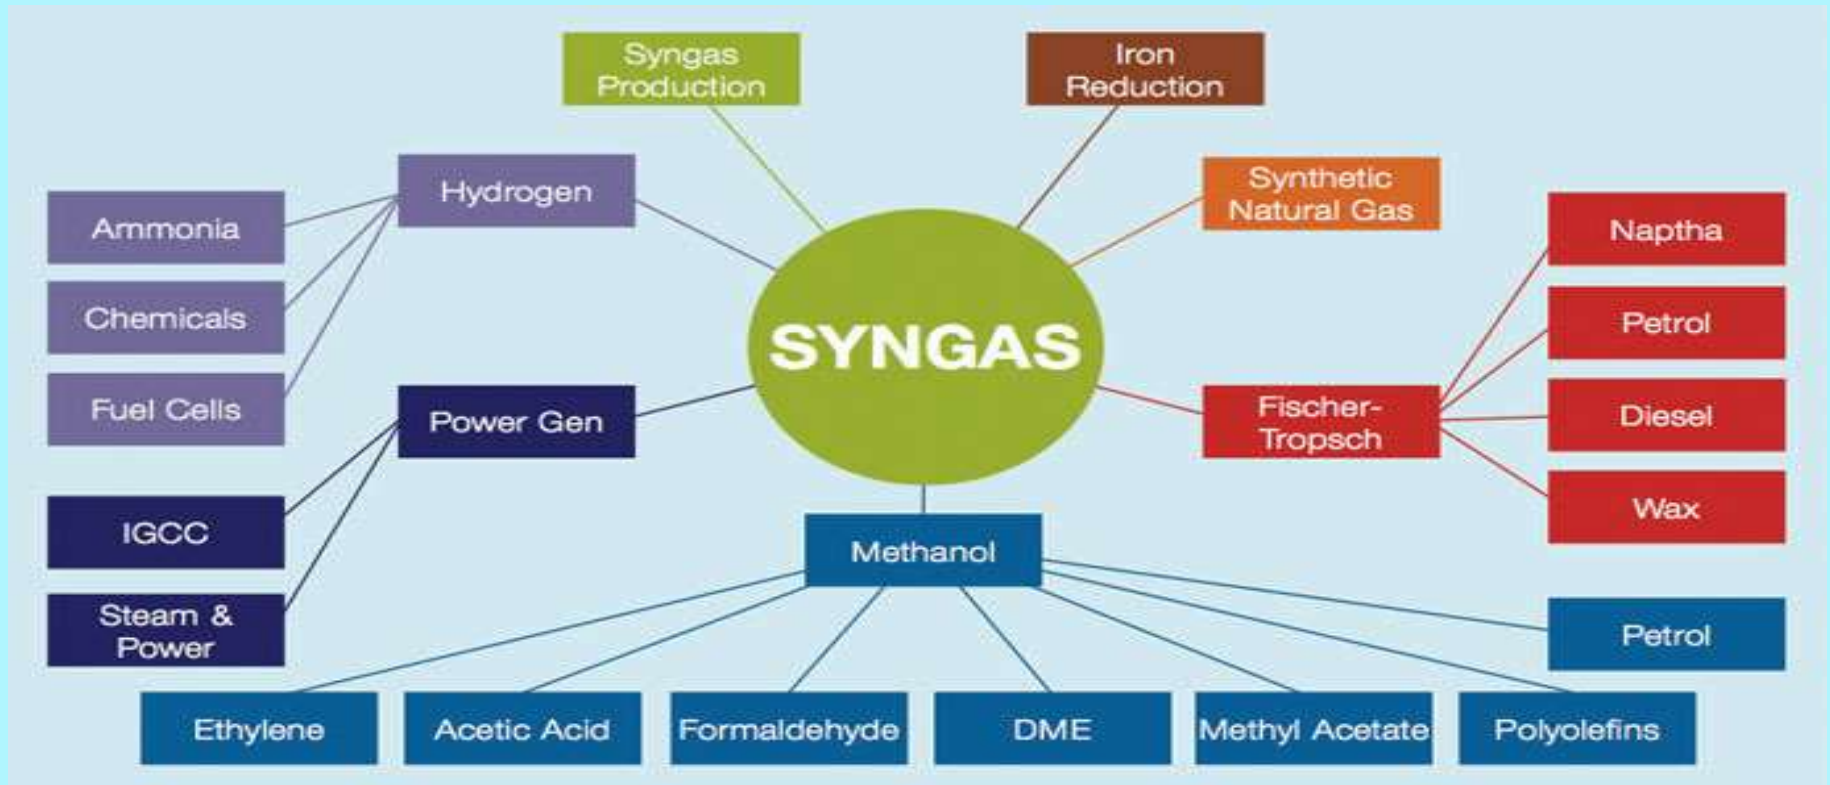 Syngas
Production
Iron
Reduction
Hydrogen
Synthetic
Natural Gas
Ammonia
Naptha
Chemicals
Petrol
SYNGAS
Fuel Cells
Power Gen
Fischer-
Tropsch
Diesel
IGCC
Wax
Methanol
Steam &
Power
Petrol
Ethylene
Acetic Acid
Formaldehyde
DME
Methyl Acetate
Polyolefins